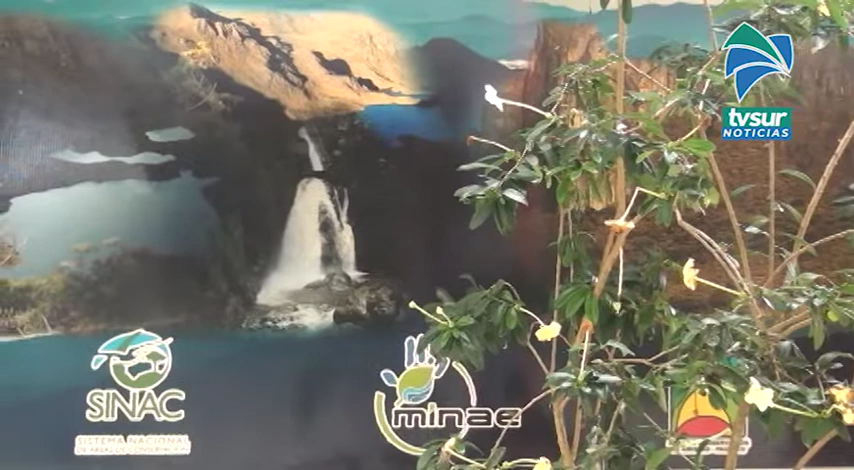 tvsur
NOTICIAS
SINAC
SISTEMA NACIONAL
minae